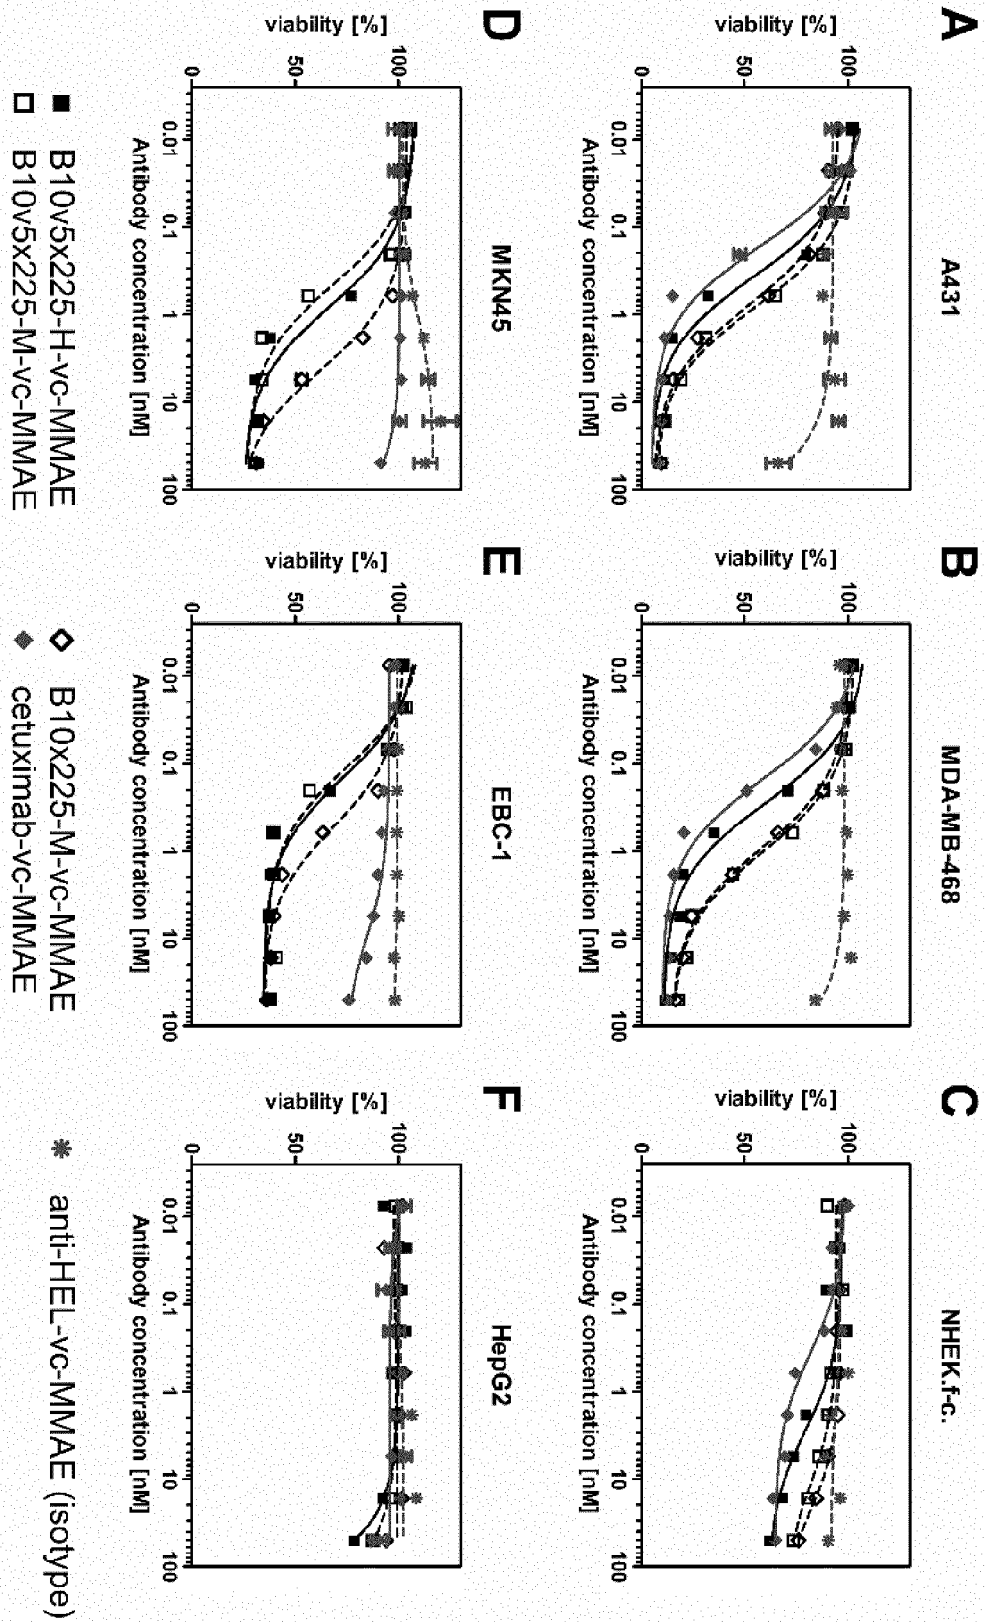 A
A431
viability [%]
100
50
0
0.01
0.1
1
10
100
Antibody concentration [nM]
B
MDA-MB-468
viability [%]
100
50
0
0.01
0.1
1
10
100
Antibody concentration [nM]
C
NHEK.f-c.
viability [%]
100
50
0
0.01
0.1
1
10
100
Antibody concentration [nM]
D
MKN45
viability [%]
100
50
0
0.01
0.1
1
10
100
Antibody concentration [nM]
E
EBC-1
viability [%]
100
50
0
0.01
0.1
1
10
100
Antibody concentration [nM]
F
HepG2
viability [%]
100
50
0
0.01
0.1
1
10
100
Antibody concentration [nM]
B10v5x225-H-vc-MMAE
B10v5x225-M-vc-MMAE
B10x225-M-vc-MMAE
cetuximab-vc-MMAE
anti-HEL-vc-MMAE (isotype)